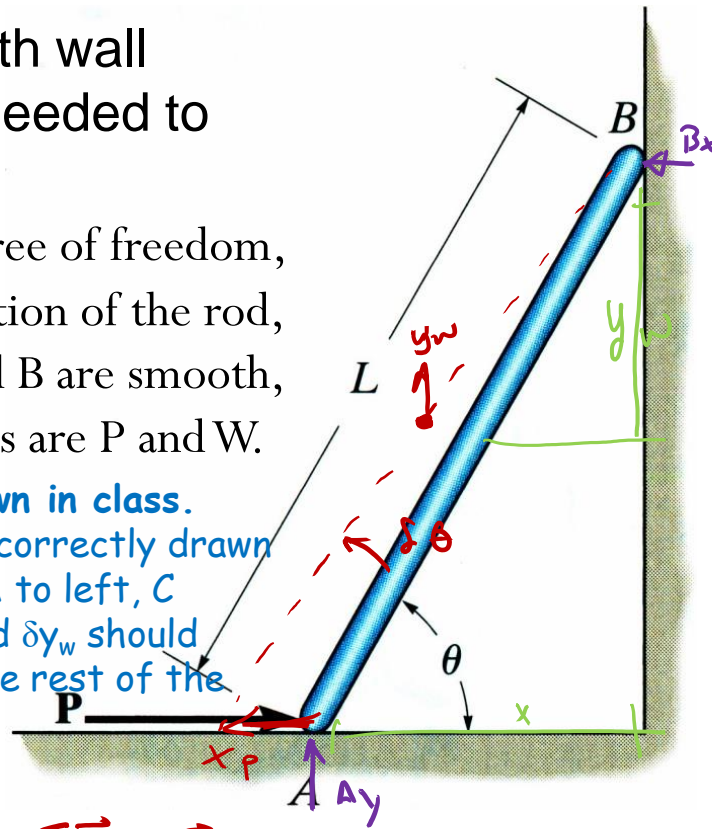 th wall
eeded to
ree of freedom,
tion of the rod,
l B are smooth,
s are P and W.
wn in class.
correctly drawn
to left, C
d δyw should
e rest of the
B
Bx
yw
yw
L
δθ
θ
P
x
xP
A
Ay